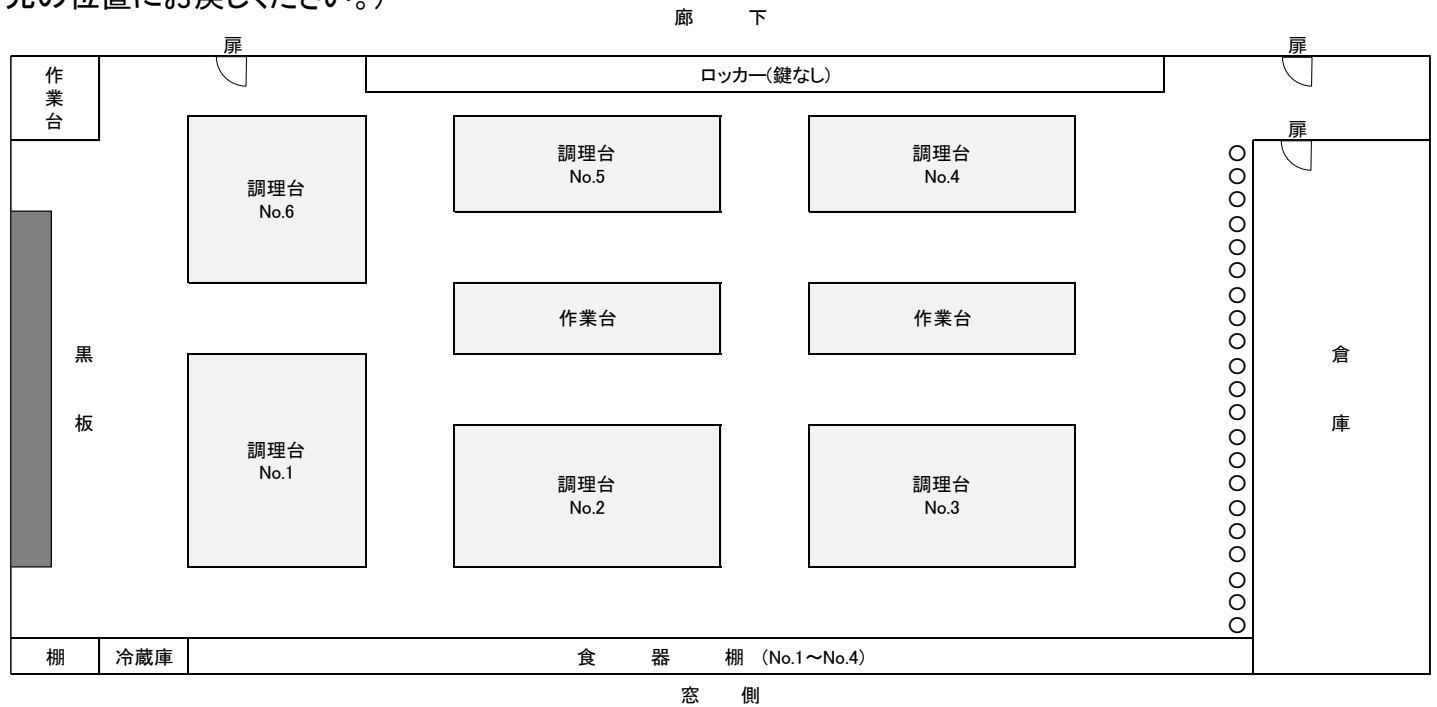 元の位置にお戻しください。)
廊　下
扉
扉
作業台
ロッカー(鍵なし)
扉
調理台
No.6
調理台
No.5
調理台
No.4
作業台
作業台
黒板
倉庫
調理台
No.1
調理台
No.2
調理台
No.3
棚
冷蔵庫
食　器　棚 (No.1～No.4)
窓　側